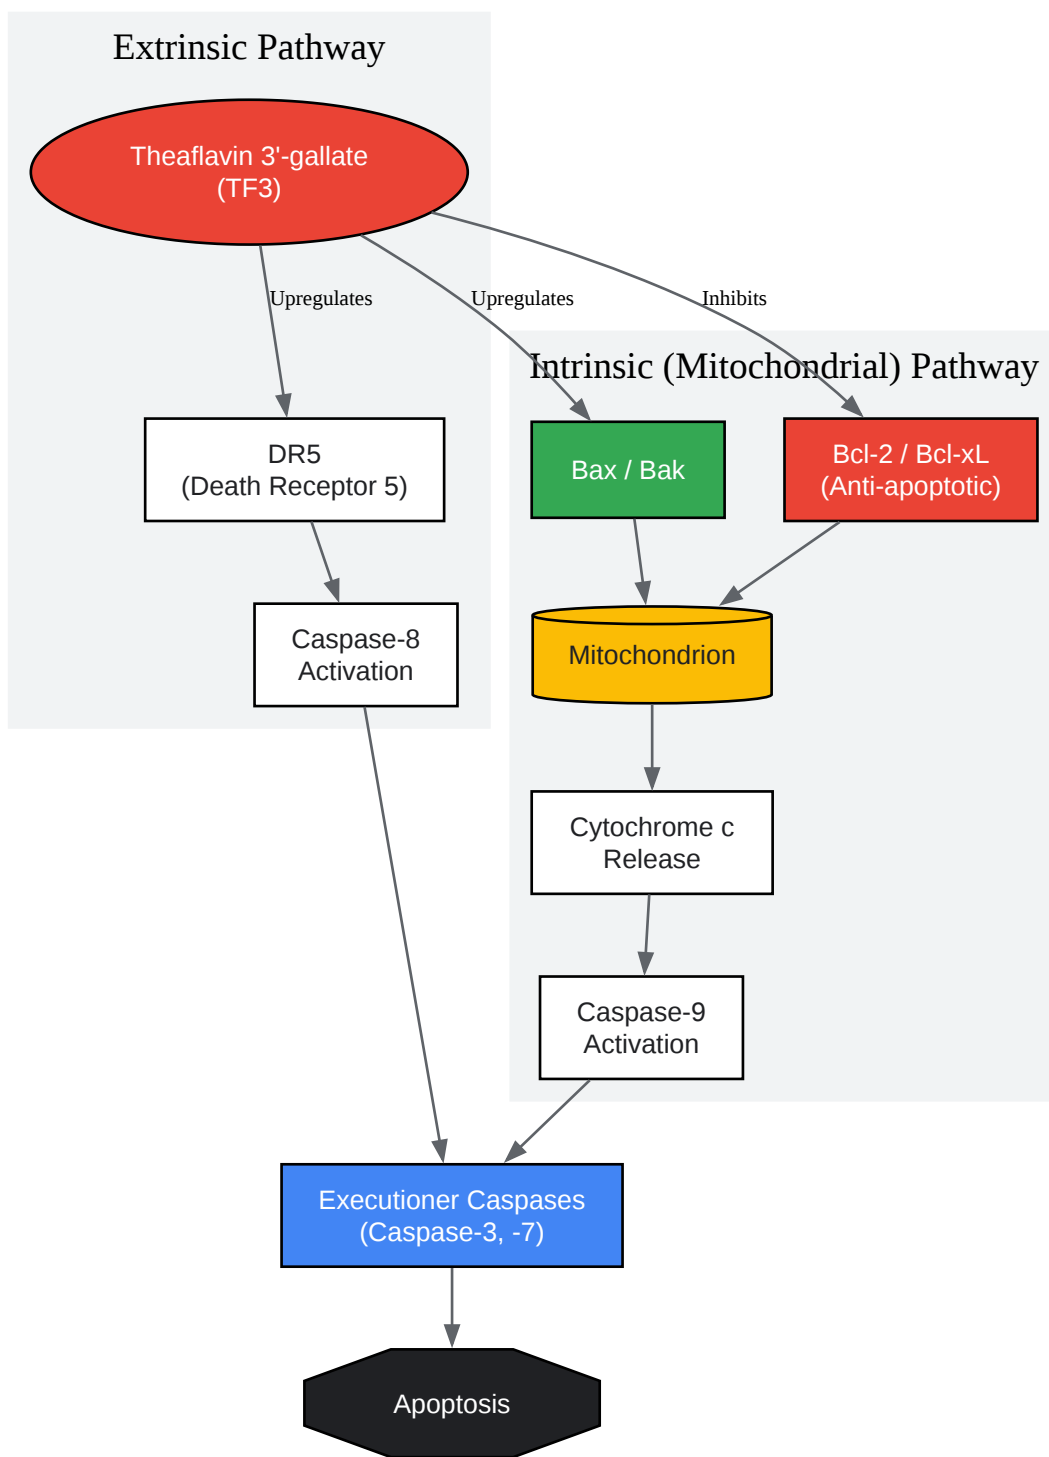 Extrinsic Pathway
Theaflavin 3'-gallate
(TF3)
Upregulates
Upregulates
Inhibits
Intrinsic (Mitochondrial) Pathway
DR5
(Death Receptor 5)
Bax / Bak
Bcl-2 / Bcl-xL
(Anti-apoptotic)
Caspase-8
Activation
Mitochondrion
Cytochrome c
Release
Caspase-9
Activation
Executioner Caspases
(Caspase-3, -7)
Apoptosis